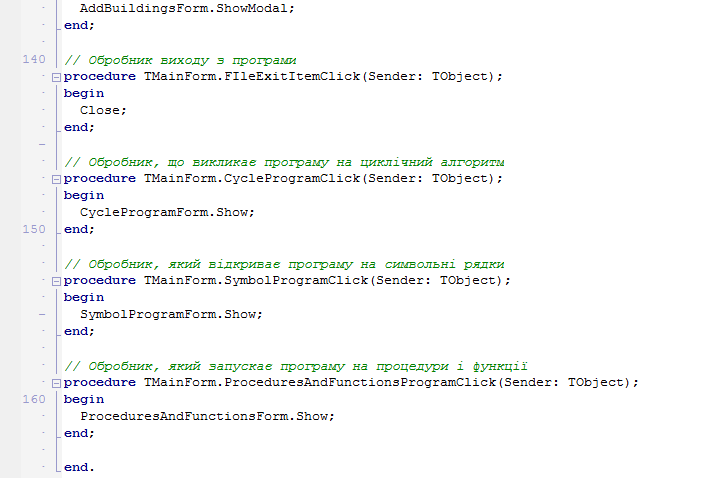 AddBuildingsForm.ShowModal;
end;
140 // Обробник виходу з програми
procedure TMainForm.FIleExitItemClick(Sender: TObject);
begin
Close;
end;
// Обробник, що викликає програму на циклічний алгоритм
procedure TMainForm.CycleProgramClick(Sender: TObject);
begin
CycleProgramForm.Show;
150 end;
// Обробник, який відкриває програму на символьні рядки
procedure TMainForm.SymbolProgramClick(Sender: TObject);
begin
SymbolProgramForm.Show;
end;
// Обробник, який запускає програму на процедури і функції
procedure TMainForm.ProceduresAndFunctionsProgramClick(Sender: TObject);
160 begin
ProceduresAndFunctionsForm.Show;
end;
end.